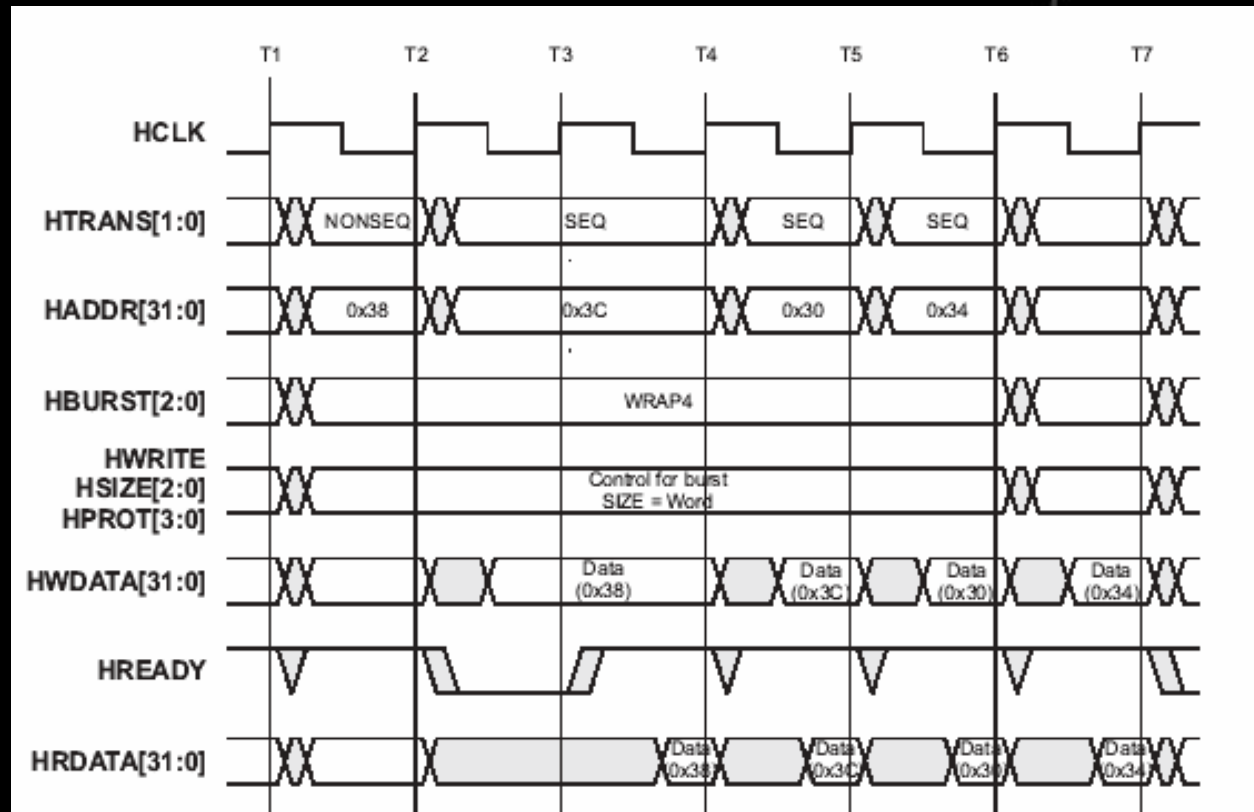 T1 T2 T3 T4 T5 T6 T7
HCLK
HTRANS[1:0] NONSEQ SEQ SEQ SEQ
HADDR[31:0] 0x38 0x3C 0x30 0x34
HBURST[2:0] WRAP4
HWRITE
HSIZE[2:0]
HPROT[3:0]
Control for burst
SIZE = Word
HWDATA[31:0]
Data
(0x38)
Data
(0x3C)
Data
(0x30)
Data
(0x34)
HREADY
HRDATA[31:0]
Data
(0x38)
Data
(0x3C)
Data
(0x30)
Data
(0x34)